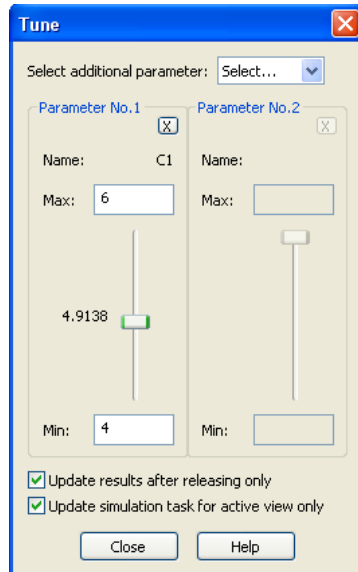 Tune
Select additional parameter: Select...
Parameter No.1
X
Name: C1
Max: 6
4.9138
Min: 4
Parameter No.2
X
Name:
Max:
Min:
Update results after releasing only
Update simulation task for active view only
Close
Help